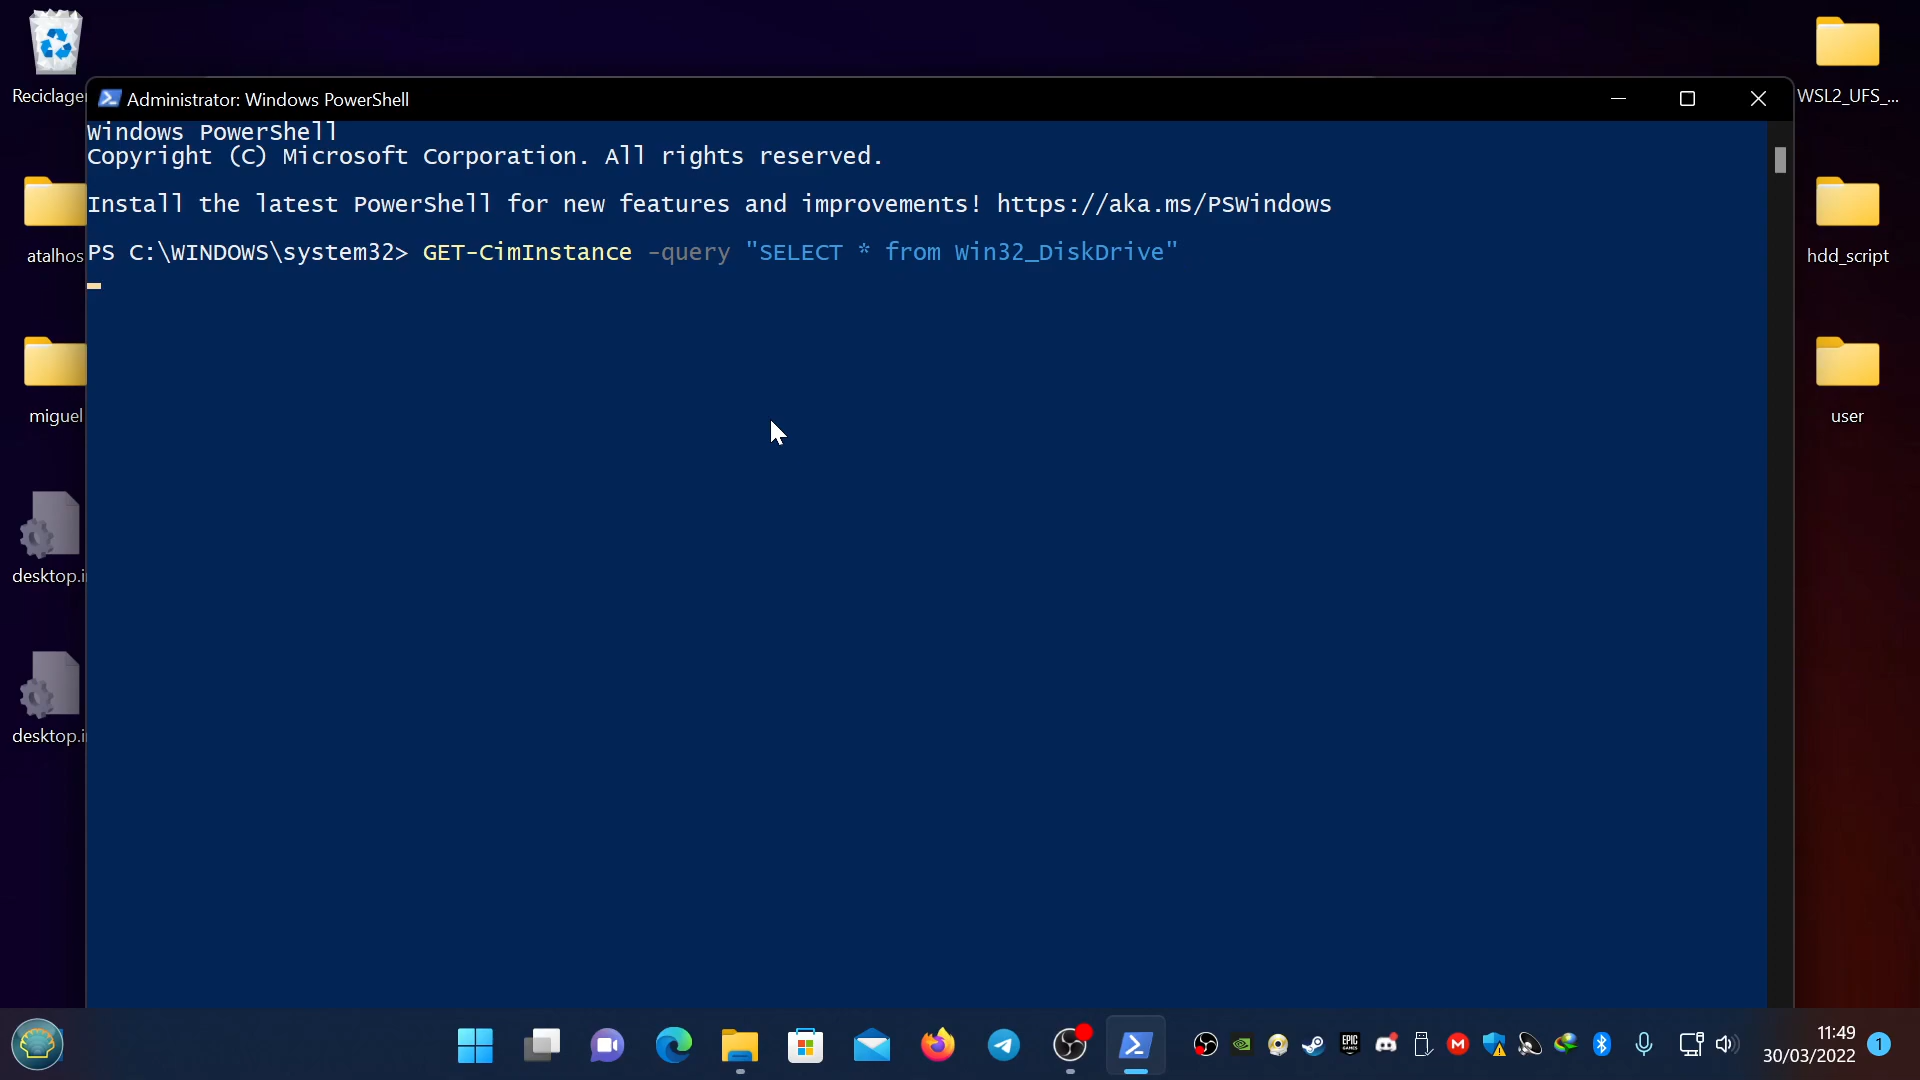 Reciclage
WSL2_UFS_...
Administrator: Windows PowerShell
Windows PowerShell
Copyright (C) Microsoft Corporation. All rights reserved.
Install the latest PowerShell for new features and improvements! https://aka.ms/PSWindows
PS C:\WINDOWS\system32> GET-CimInstance -query "SELECT * from Win32_DiskDrive"
atalhos
hdd_script
miguel
user
desktop.i
desktop.i
EPIC GAMES
11:49
30/03/2022
1